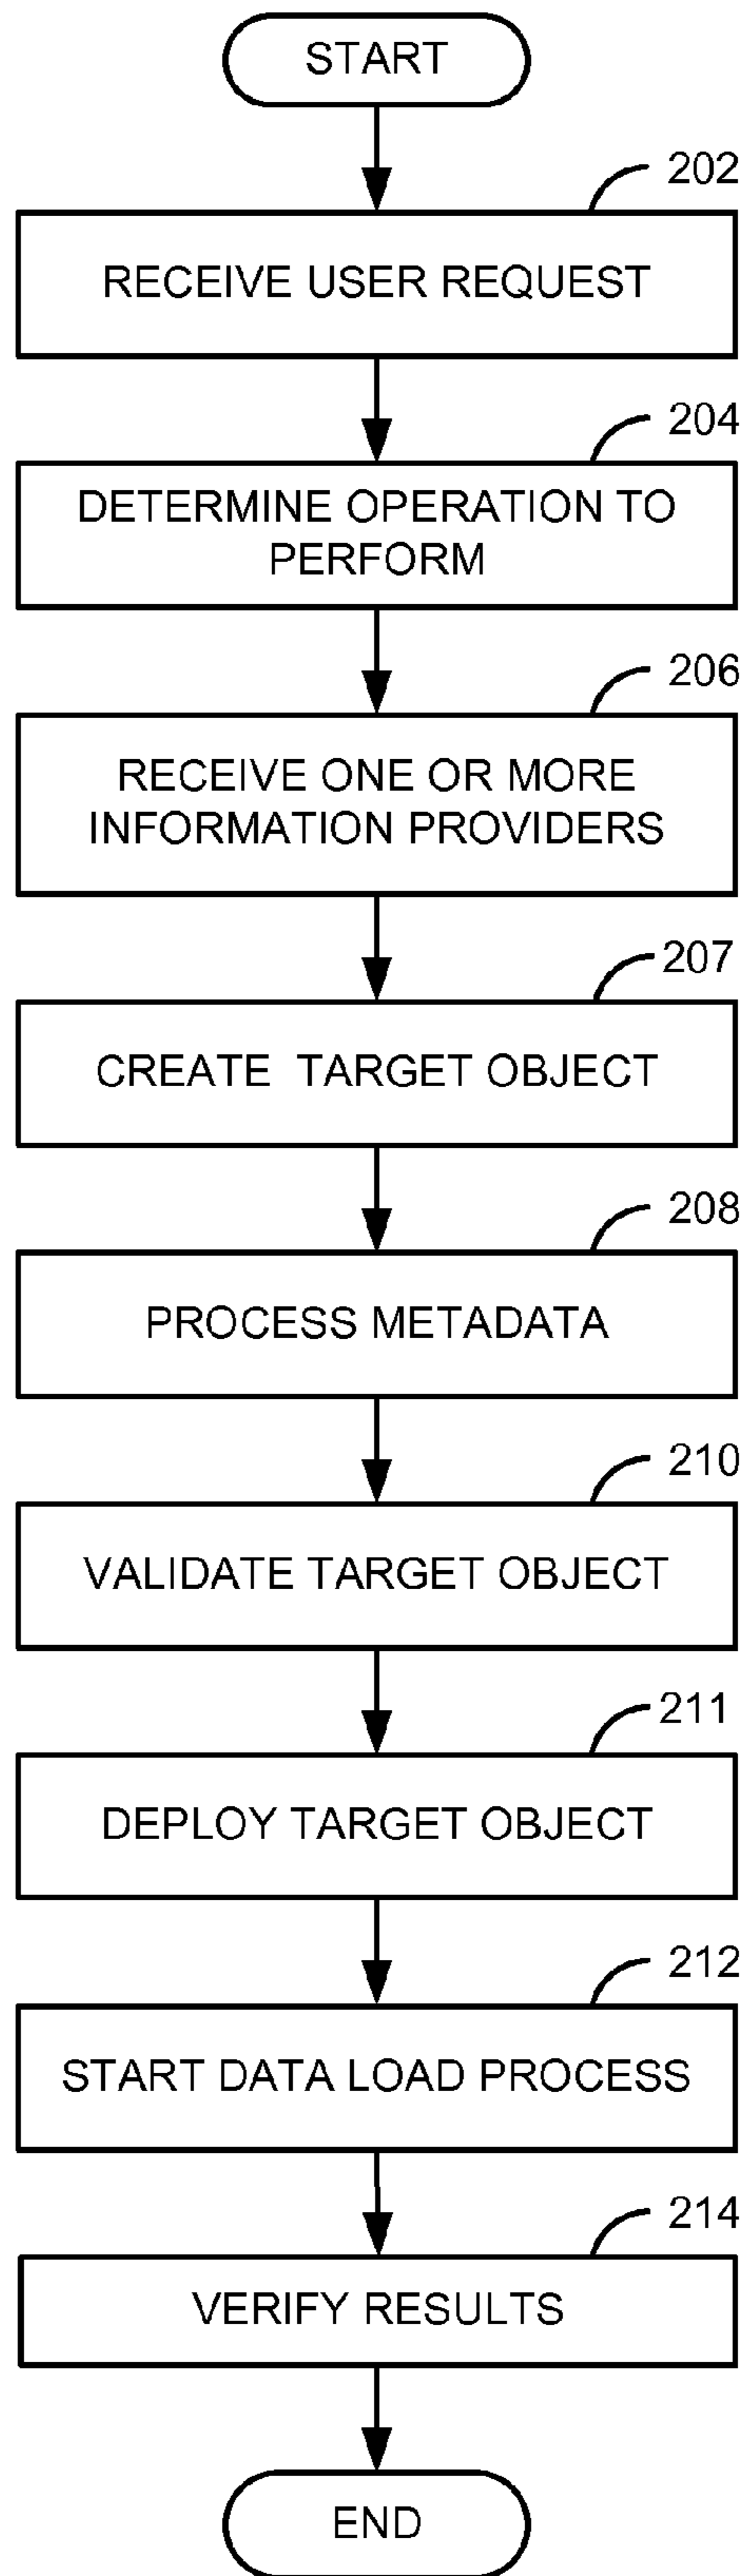 START
202
RECEIVE USER REQUEST
204
DETERMINE OPERATION TO
PERFORM
206
RECEIVE ONE OR MORE
INFORMATION PROVIDERS
207
CREATE TARGET OBJECT
208
PROCESS METADATA
210
VALIDATE TARGET OBJECT
211
DEPLOY TARGET OBJECT
212
START DATA LOAD PROCESS
214
VERIFY RESULTS
END